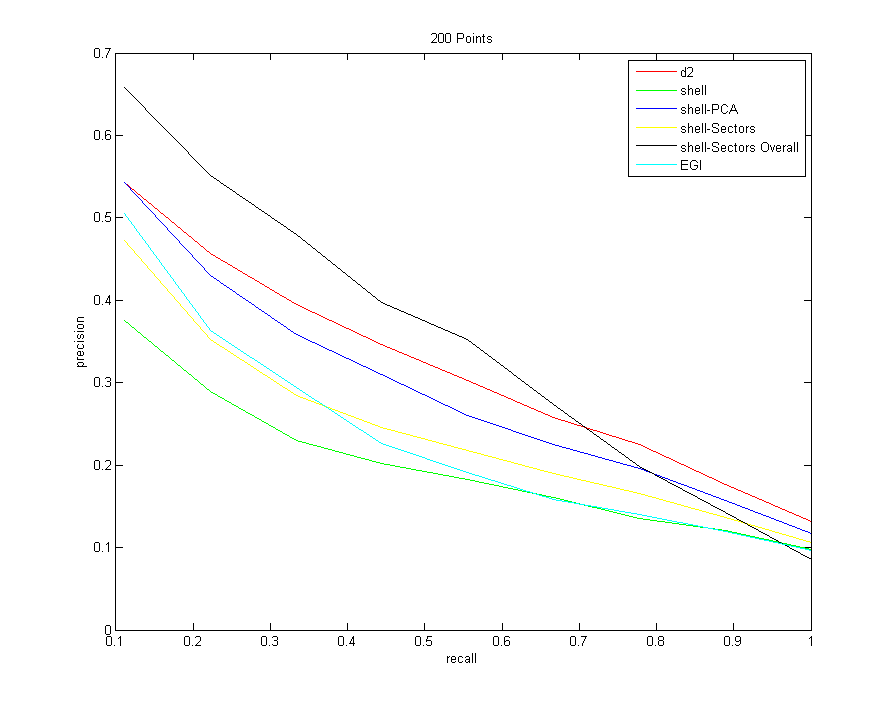 200 Points
0.7
0.6
0.5
0.4
0.3
0.2
0.1
0
precision
d2
shell
shell-PCA
shell-Sectors
shell-Sectors Overall
EGI
0.1 0.2 0.3 0.4 0.5 0.6 0.7 0.8 0.9 1
recall